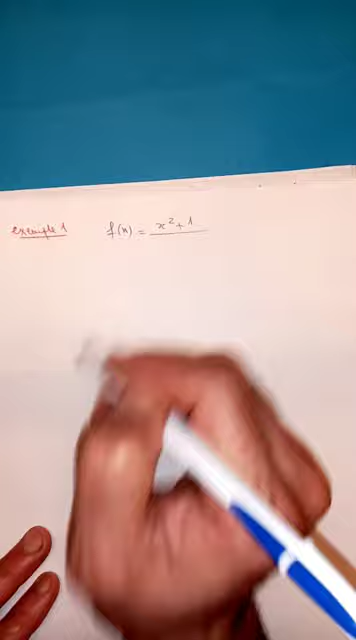 exemple 1 f(x) = x² + 1